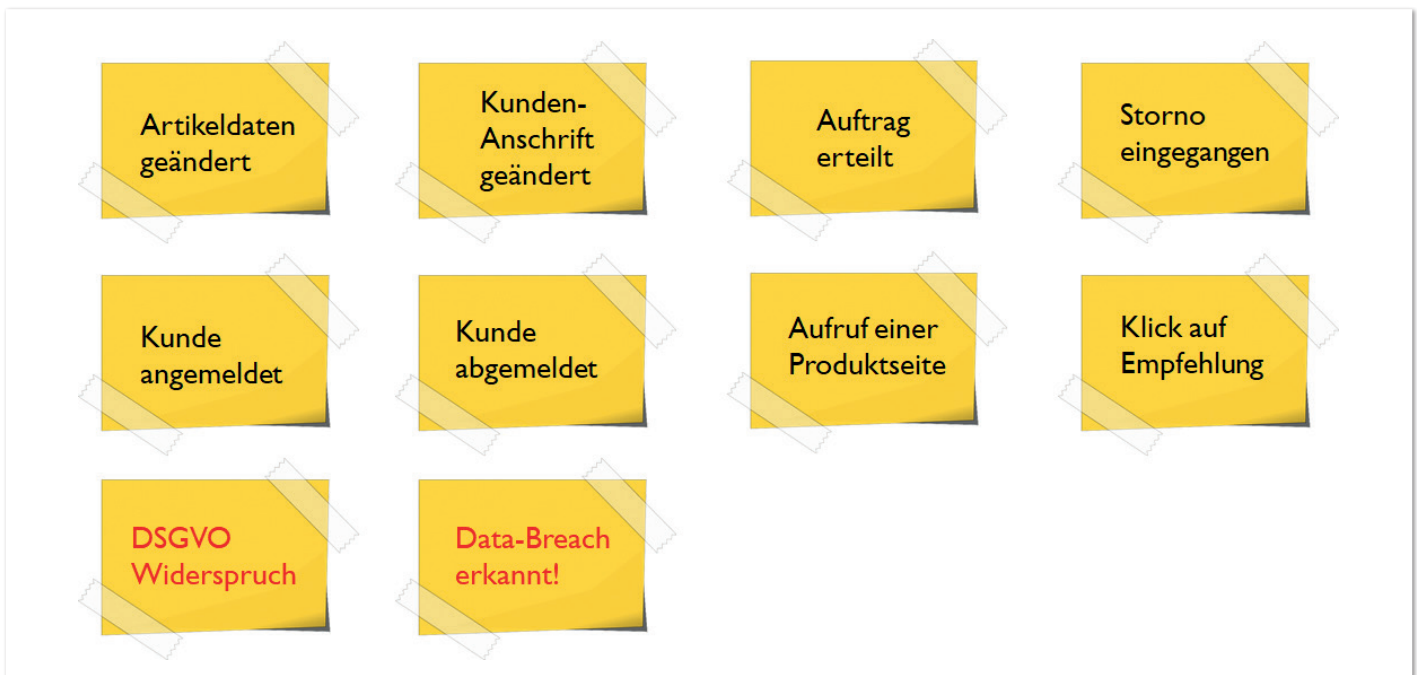 Artikeldaten
geändert
Kunden-
Anschrift
geändert
Auftrag
erteilt
Storno
eingegangen
Kunde
angemeldet
Kunde
abgemeldet
Aufruf einer
Produktseite
Klick auf
Empfehlung
DSGVO
Widerspruch
Data-Breach
erkannt!